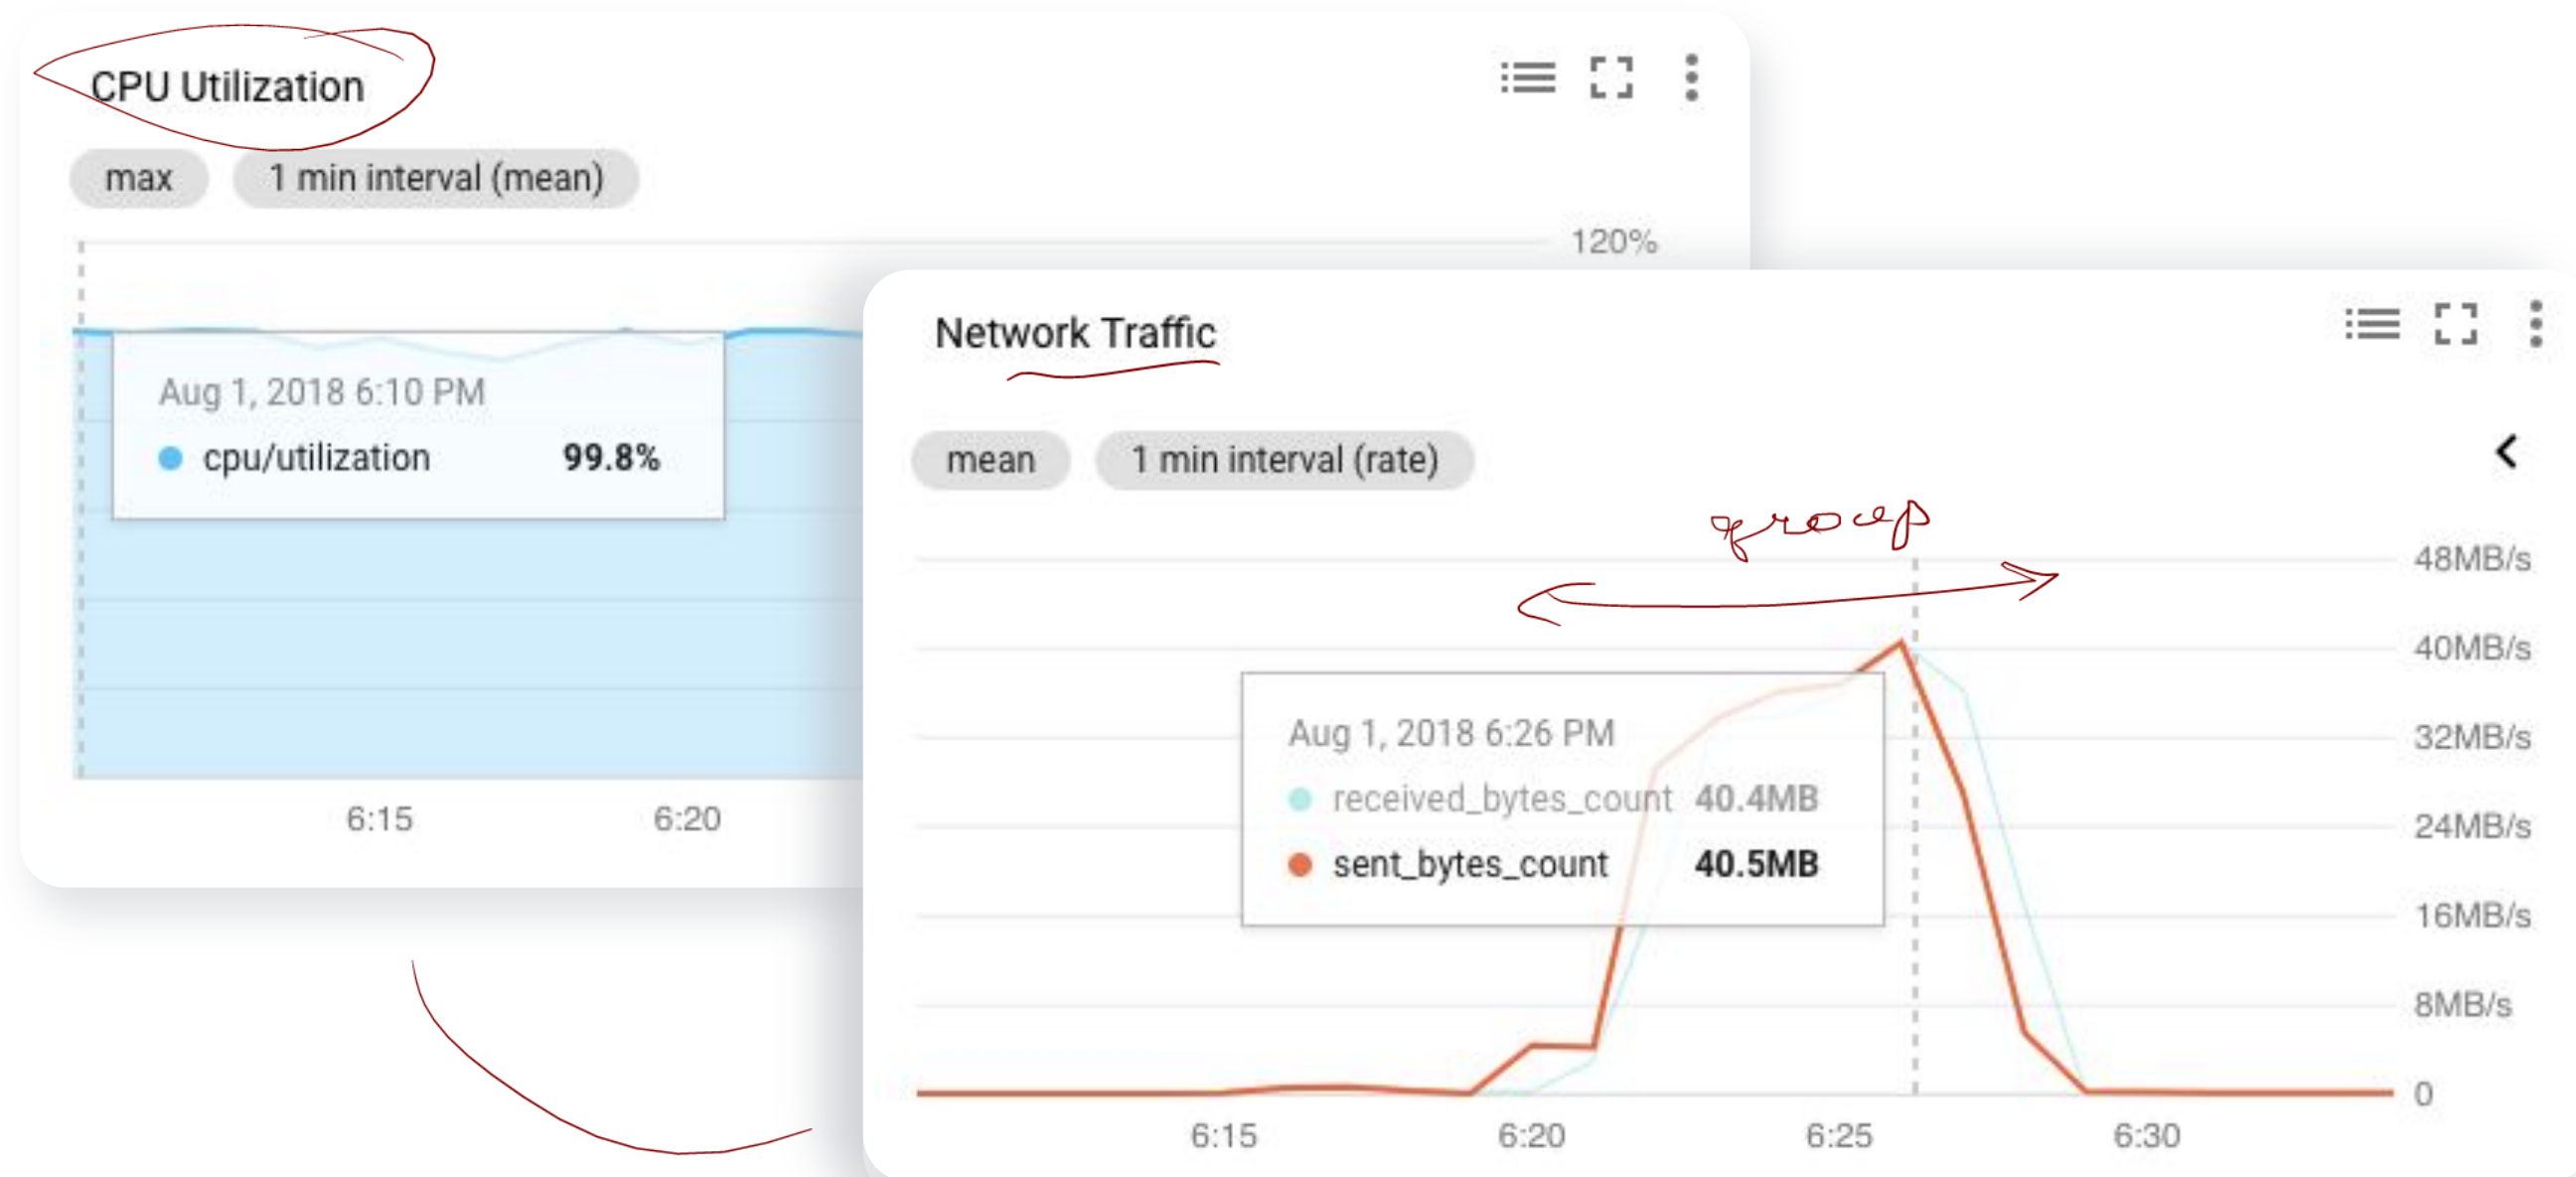 CPU Utilization
max
1 min interval (mean)
120%
Aug 1, 2018 6:10 PM
cpu/utilization 99.8%
6:15
6:20
Network Traffic
mean
1 min interval (rate)
group
48MB/s
40MB/s
Aug 1, 2018 6:26 PM
32MB/s
received_bytes_count 40.4MB
24MB/s
sent_bytes_count 40.5MB
16MB/s
8MB/s
0
6:15
6:20
6:25
6:30